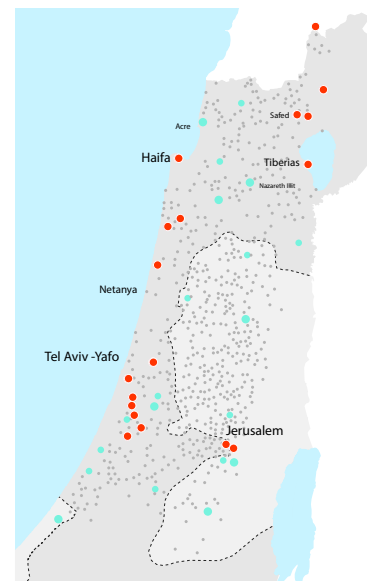 Acre
Safed
Haifa
Tiberias
Nazareth Illit
Netanya
Tel Aviv -Yafo
Jerusalem